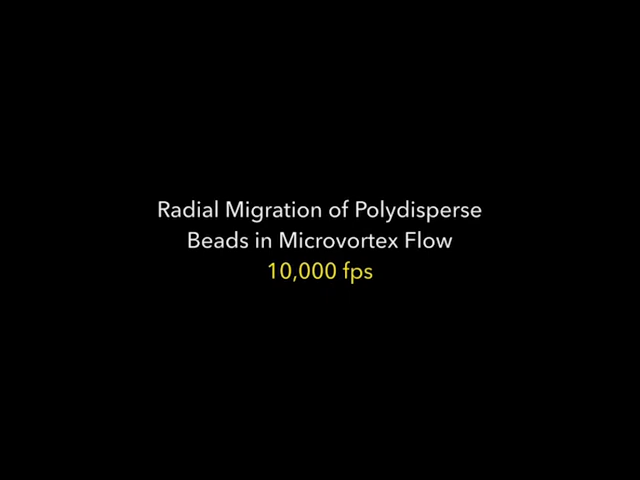 Radial Migration of Polydisperse
Beads in Microvortex Flow
10,000 fps